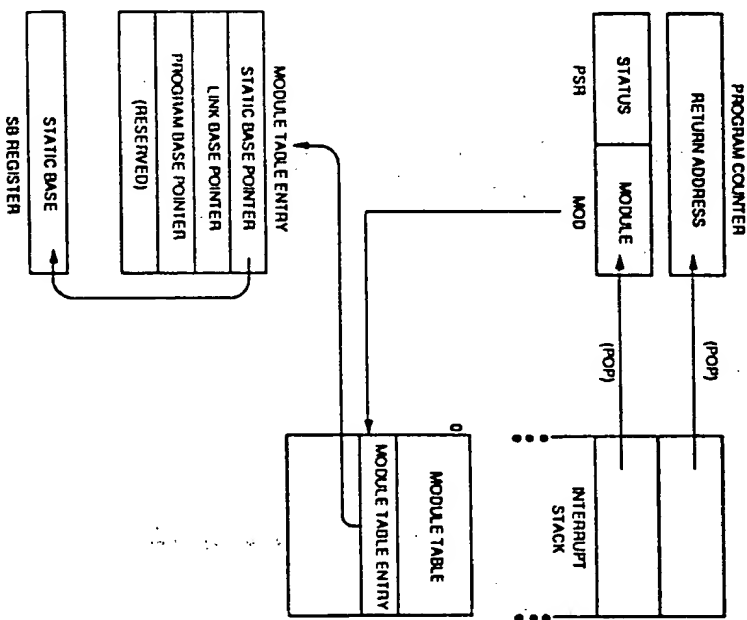 PROGRAM COUNTER
RETURN ADDRESS
(POP)
STATUS
MODULE
(POP)
PSR
MOD
INTERRUPT
STACK
0
MODULE TABLE
MODULE TABLE ENTRY
MODULE TABLE ENTRY
STATIC BASE POINTER
LINK BASE POINTER
PROGRAM BASE POINTER
(RESERVED)
STATIC BASE
SB REGISTER